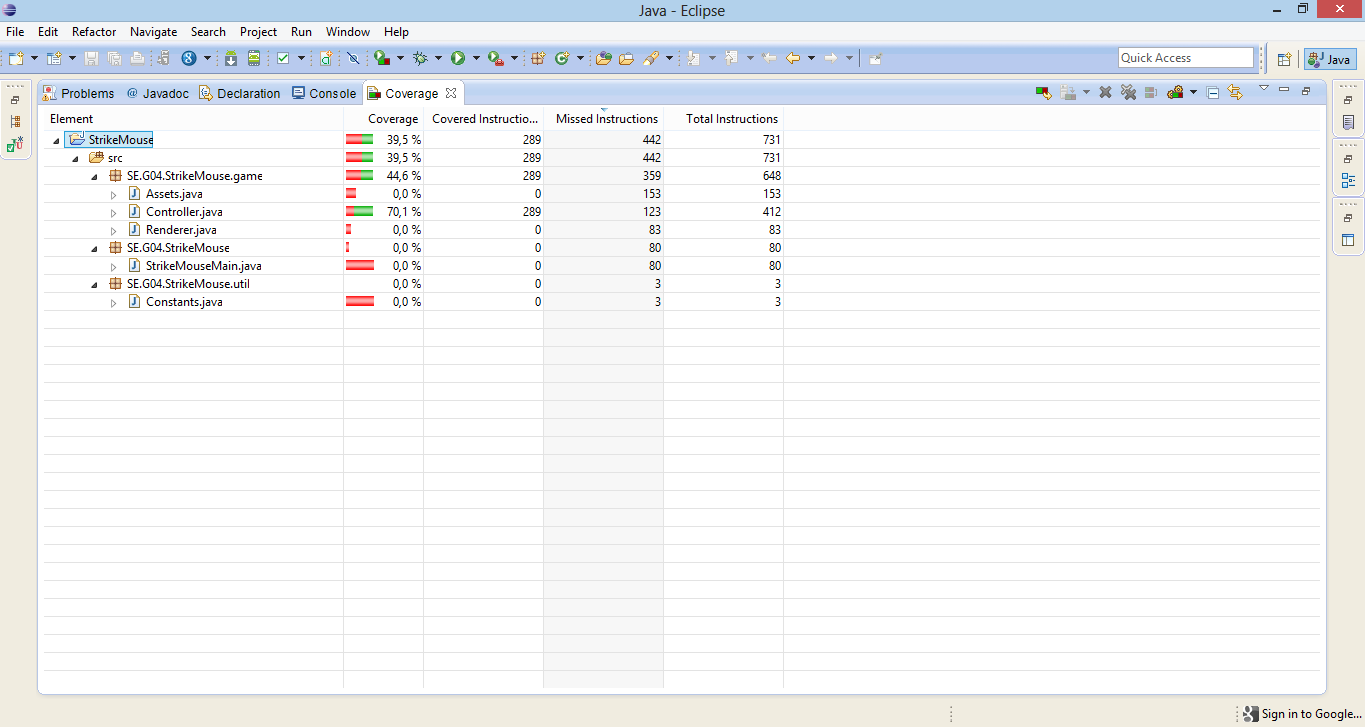 Java - Eclipse
File Edit Refactor Navigate Search Project Run Window Help
Quick Access
Java
Problems @ Javadoc Declaration Console Coverage
Element Coverage Covered Instructio... Missed Instructions Total Instructions
StrikeMouse 39,5 % 289 442 731
src 39,5 % 289 442 731
SE.G04.StrikeMouse.game 44,6 % 289 359 648
Assets.java 0,0 % 0 153 153
Controller.java 70,1 % 289 123 412
Renderer.java 0,0 % 0 83 83
SE.G04.StrikeMouse 0,0 % 0 80 80
StrikeMouseMain.java 0,0 % 0 80 80
SE.G04.StrikeMouse.util 0,0 % 0 3 3
Constants.java 0,0 % 0 3 3
Sign in to Google...